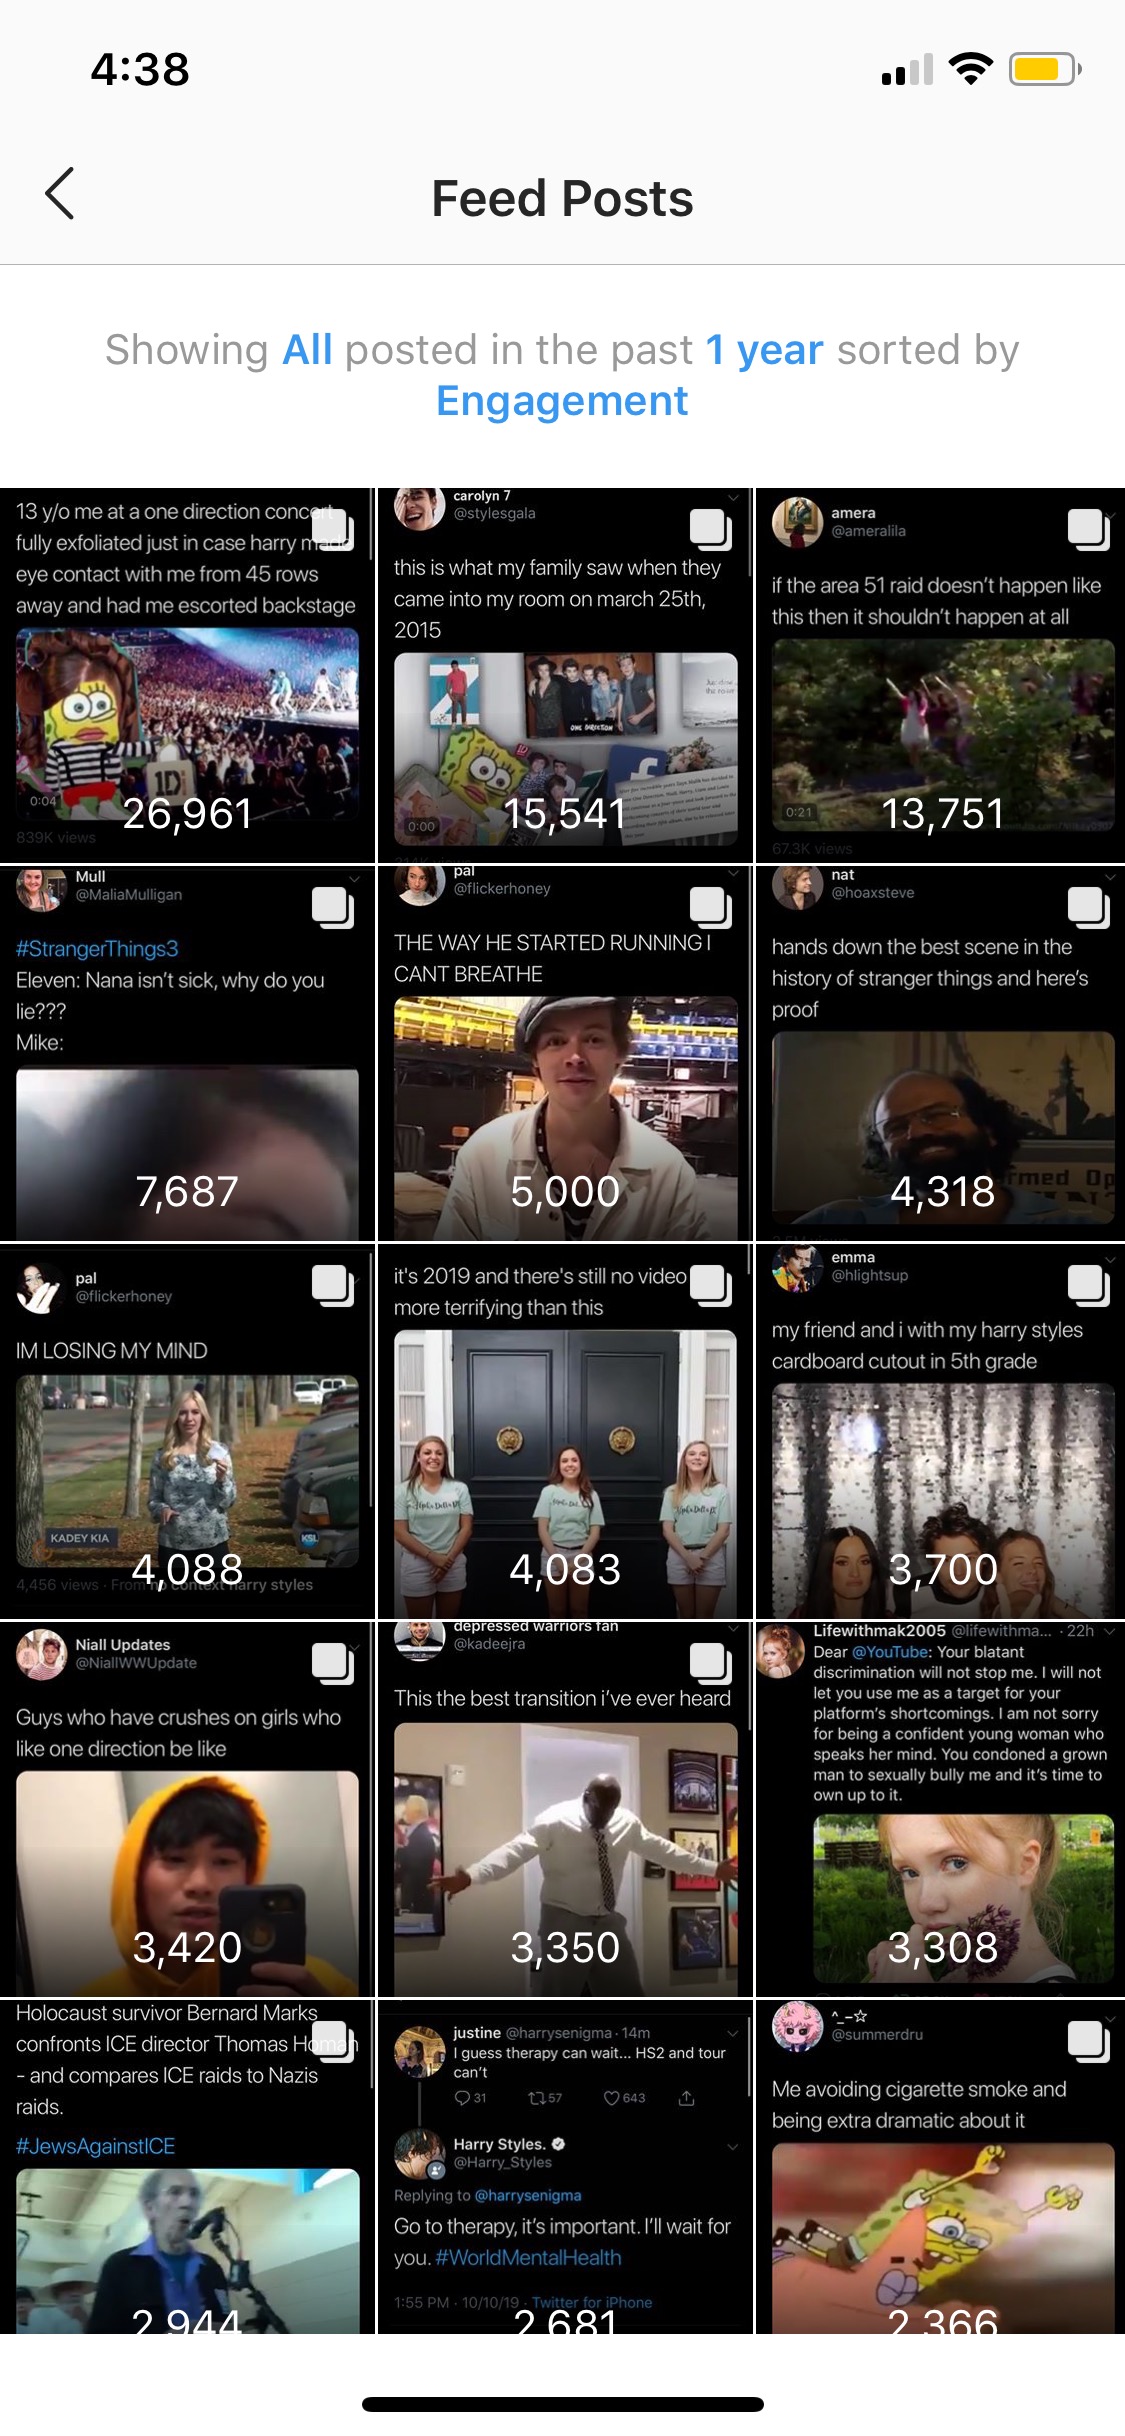 4:38
Feed Posts
Showing All posted in the past 1 year sorted by
Engagement
13 y/o me at a one direction concert
fully exfoliated just in case harry made
eye contact with me from 45 rows
away and had me escorted backstage
1D
0:04
26,961
839K views
carolyn 7
@stylesgala
this is what my family saw when they
came into my room on march 25th,
2015
ONE DIRECTION
0:00
15,541
amera
@ameralila
if the area 51 raid doesn't happen like
this then it shouldn't happen at all
0:21
13,751
67.3K views
Mull
@MaliaMulligan
#StrangerThings3
Eleven: Nana isn't sick, why do you
lie???
Mike:
7,687
pal
@flickerhoney
THE WAY HE STARTED RUNNING I
CANT BREATHE
5,000
nat
@hoaxsteve
hands down the best scene in the
history of stranger things and here's
proof
4,318
pal
@flickerhoney
IM LOSING MY MIND
KADEY KIA
KSL
4,088
4,456 views · From no context harry styles
it's 2019 and there's still no video
more terrifying than this
4,083
emma
@hlightsup
my friend and i with my harry styles
cardboard cutout in 5th grade
3,700
Niall Updates
@NiallWWUpdate
Guys who have crushes on girls who
like one direction be like
3,420
depressed warriors fan
@kadeejra
This the best transition i've ever heard
3,350
Lifewithmak2005 @lifewithma... · 22h
Dear @YouTube: Your blatant
discrimination will not stop me. I will not
let you use me as a target for your
platform's shortcomings. I am not sorry
for being a confident young woman who
speaks her mind. You condoned a grown
man to sexually bully me and it's time to
own up to it.
3,308
Holocaust survivor Bernard Marks
confronts ICE director Thomas Homan
- and compares ICE raids to Nazis
raids.
#JewsAgainstICE
2,944
justine @harrysenigma · 14m
I guess therapy can wait... HS2 and tour
can't
31 57 643
Harry Styles.
@Harry_Styles
Replying to @harrysenigma
Go to therapy, it's important. I'll wait for
you. #WorldMentalHealth
1:55 PM · 10/10/19 · Twitter for iPhone
2,681
^_-☆
@summerdru
Me avoiding cigarette smoke and
being extra dramatic about it
2,366